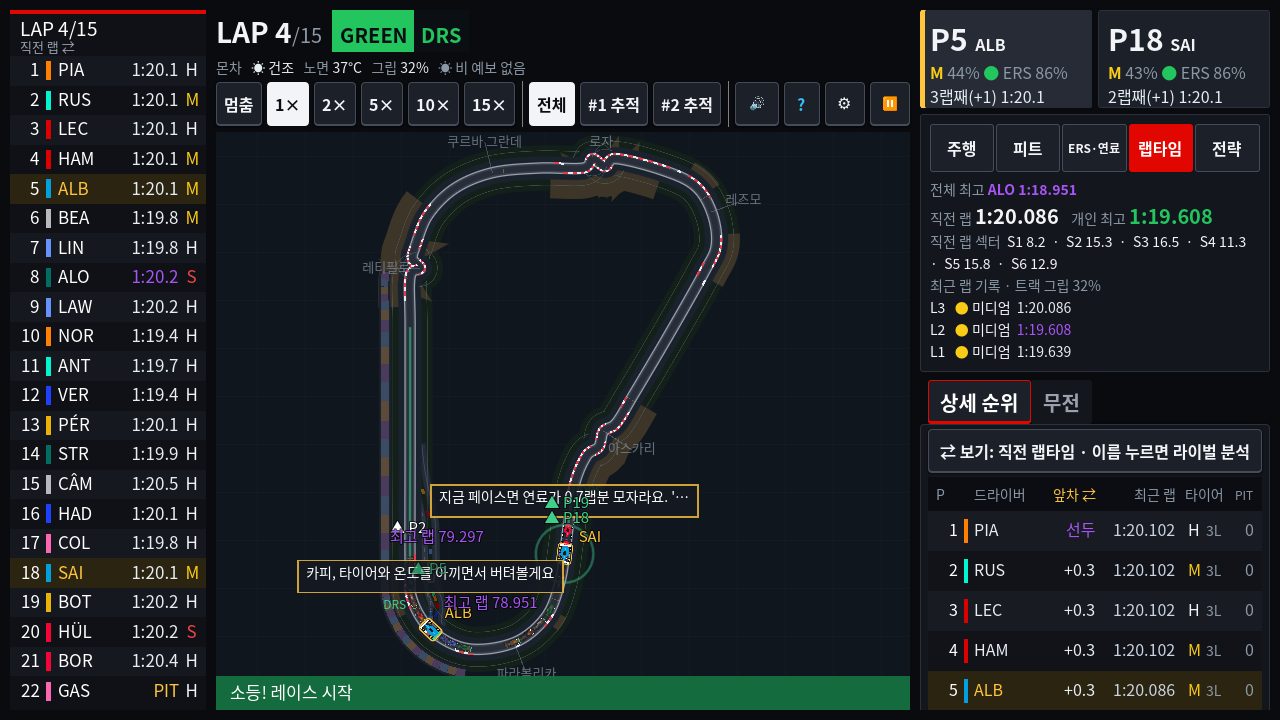 LAP 4/15
직전 랩 ⇄
1 PIA 1:20.1 H
2 RUS 1:20.1 M
3 LEC 1:20.1 H
4 HAM 1:20.1 M
5 ALB 1:20.1 M
6 BEA 1:19.8 M
7 LIN 1:19.8 H
8 ALO 1:20.2 S
9 LAW 1:20.2 H
10 NOR 1:19.4 H
11 ANT 1:19.7 H
12 VER 1:19.4 H
13 PÉR 1:20.1 H
14 STR 1:19.9 H
15 CÂM 1:20.5 H
16 HAD 1:20.1 H
17 COL 1:19.8 H
18 SAI 1:20.1 M
19 BOT 1:20.2 H
20 HÜL 1:20.2 S
21 BOR 1:20.4 H
22 GAS PIT H
LAP 4/15 GREEN DRS
몬차 건조 노면 37°C 그립 32% 비 예보 없음
멈춤 1× 2× 5× 10× 15× 전체 #1 추적 #2 추적 ?
쿠르바 그란데
로자
레즈모
레티필로
아스카리
지금 페이스면 연료가 0.7랩분 모자라요. '…
P19
P18
P2
SAI
최고 랩 79.297
카피, 타이어와 온도를 아끼면서 버텨볼게요
DRS
최고 랩 78.951
ALB
파라볼리카
소등! 레이스 시작
P5 ALB
M 44% ERS 86%
3랩째(+1) 1:20.1
P18 SAI
M 43% ERS 86%
2랩째(+1) 1:20.1
주행 피트 ERS·연료 랩타임 전략
전체 최고 ALO 1:18.951
직전 랩 1:20.086 개인 최고 1:19.608
직전 랩 섹터 S1 8.2 · S2 15.3 · S3 16.5 · S4 11.3
· S5 15.8 · S6 12.9
최근 랩 기록 · 트랙 그립 32%
L3 미디엄 1:20.086
L2 미디엄 1:19.608
L1 미디엄 1:19.639
상세 순위 무전
⇄ 보기: 직전 랩타임 · 이름 누르면 라이벌 분석
P 드라이버 앞차 ⇄ 최근 랩 타이어 PIT
1 PIA 선두 1:20.102 H 3L 0
2 RUS +0.3 1:20.102 M 3L 0
3 LEC +0.3 1:20.102 H 3L 0
4 HAM +0.3 1:20.102 M 3L 0
5 ALB +0.3 1:20.086 M 3L 0